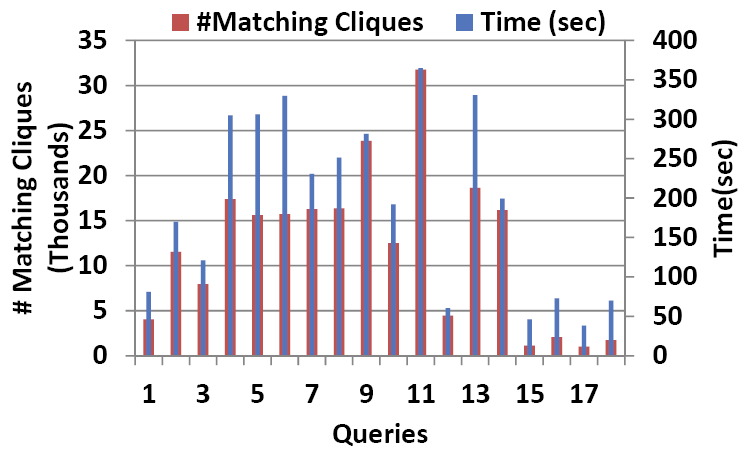 #Matching Cliques Time (sec)
35 400
30 350
25 300
20 250
15 200
10 150
5 100
0 50
0
# Matching Cliques
(Thousands)
Time(sec)
1 3 5 7 9 11 13 15 17
Queries